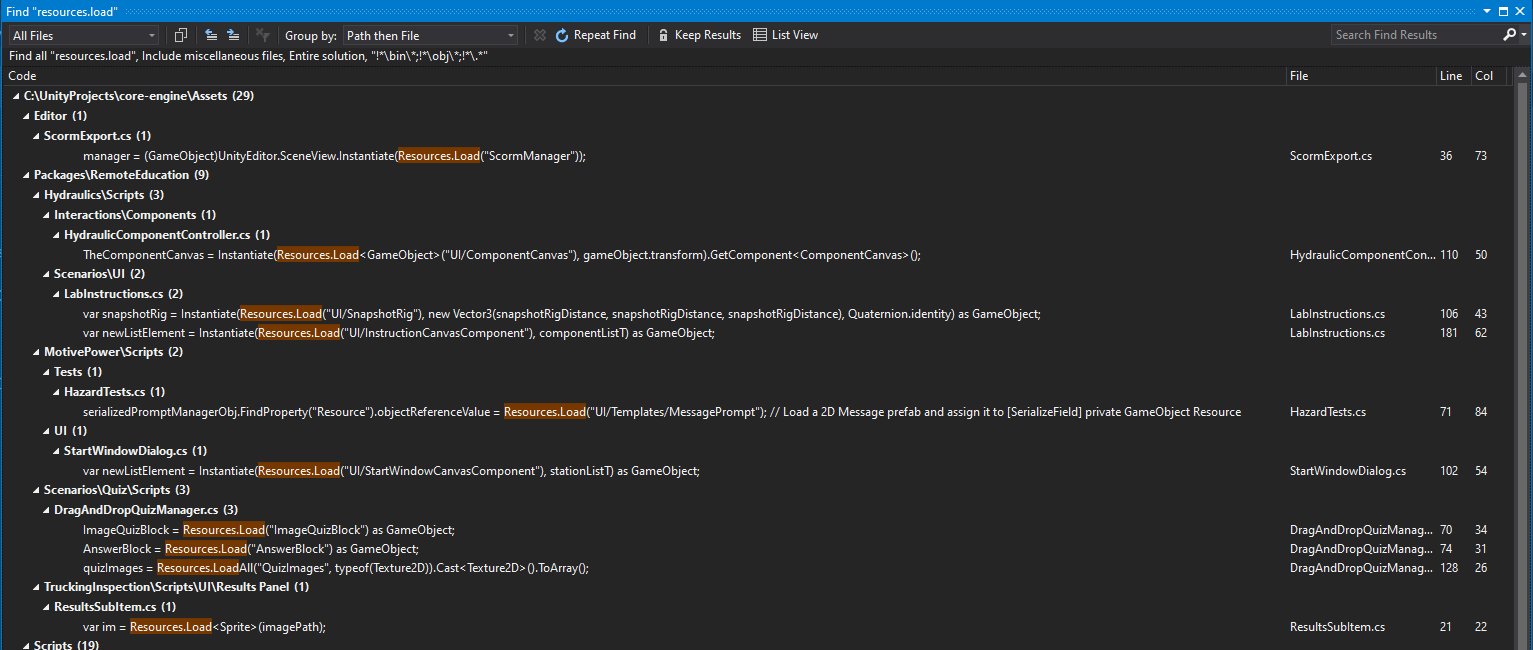 Find "resources.load"
All Files Group by: Path then File Repeat Find Keep Results List View Search Find Results
Find all "resources.load", Include miscellaneous files, Entire solution, "!*\bin\*;!*\obj\*;!*\.*"
Code File Line Col
C:\UnityProjects\core-engine\Assets (29)
Editor (1)
ScormExport.cs (1)
manager = (GameObject)UnityEditor.SceneView.Instantiate(Resources.Load("ScormManager")); ScormExport.cs 36 73
Packages\RemoteEducation (9)
Hydraulics\Scripts (3)
Interactions\Components (1)
HydraulicComponentController.cs (1)
TheComponentCanvas = Instantiate(Resources.Load<GameObject>("UI/ComponentCanvas"), gameObject.transform).GetComponent<ComponentCanvas>(); HydraulicComponentCon... 110 50
Scenarios\UI (2)
LabInstructions.cs (2)
var snapshotRig = Instantiate(Resources.Load("UI/SnapshotRig"), new Vector3(snapshotRigDistance, snapshotRigDistance, snapshotRigDistance), Quaternion.identity) as GameObject; LabInstructions.cs 106 43
var newListElement = Instantiate(Resources.Load("UI/InstructionCanvasComponent"), componentListT) as GameObject; LabInstructions.cs 181 62
MotivePower\Scripts (2)
Tests (1)
HazardTests.cs (1)
serializedPromptManagerObj.FindProperty("Resource").objectReferenceValue = Resources.Load("UI/Templates/MessagePrompt"); // Load a 2D Message prefab and assign it to [SerializeField] private GameObject Resource HazardTests.cs 71 84
UI (1)
StartWindowDialog.cs (1)
var newListElement = Instantiate(Resources.Load("UI/StartWindowCanvasComponent"), stationListT) as GameObject; StartWindowDialog.cs 102 54
Scenarios\Quiz\Scripts (3)
DragAndDropQuizManager.cs (3)
ImageQuizBlock = Resources.Load("ImageQuizBlock") as GameObject; DragAndDropQuizManag... 70 34
AnswerBlock = Resources.Load("AnswerBlock") as GameObject; DragAndDropQuizManag... 74 31
quizImages = Resources.LoadAll("QuizImages", typeof(Texture2D)).Cast<Texture2D>().ToArray(); DragAndDropQuizManag... 128 26
TruckingInspection\Scripts\UI\Results Panel (1)
ResultsSubItem.cs (1)
var im = Resources.Load<Sprite>(imagePath); ResultsSubItem.cs 21 22
Scripts (19)